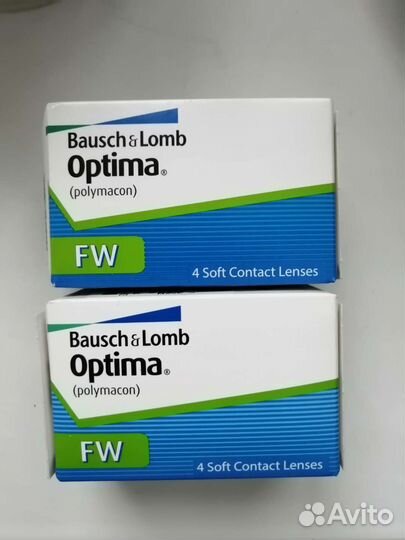 Bausch & Lomb
Optima®
(polymacon)
FW
4 Soft Contact Lenses
Bausch & Lomb
Optima®
(polymacon)
FW
4 Soft Contact Lenses
Avito